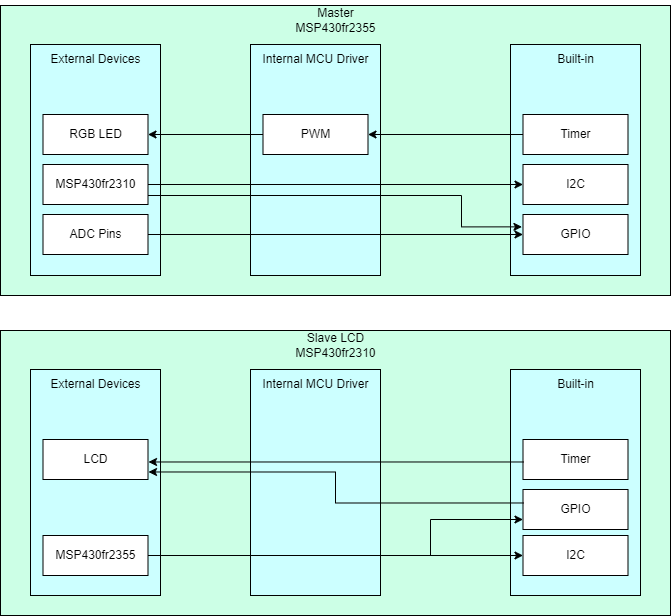 Master
MSP430fr2355
External Devices
Internal MCU Driver
Built-in
RGB LED
PWM
Timer
MSP430fr2310
I2C
ADC Pins
GPIO
Slave LCD
MSP430fr2310
External Devices
Internal MCU Driver
Built-in
LCD
Timer
GPIO
MSP430fr2355
I2C